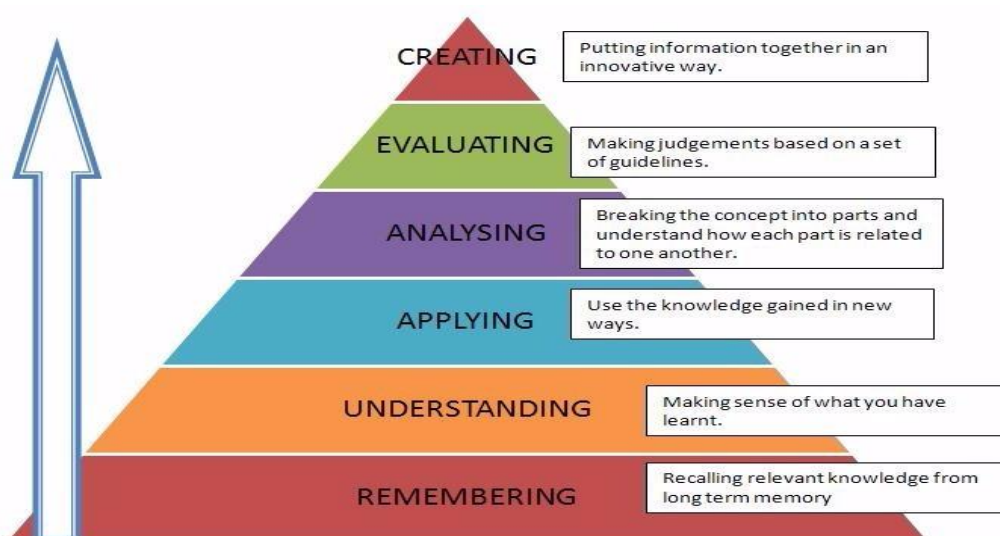 CREATING
Putting information together in an
innovative way.
EVALUATING
Making judgements based on a set
of guidelines.
ANALYSING
Breaking the concept into parts and
understand how each part is related
to one another.
APPLYING
Use the knowledge gained in new
ways.
UNDERSTANDING
Making sense of what you have
learnt.
REMEMBERING
Recalling relevant knowledge from
long term memory